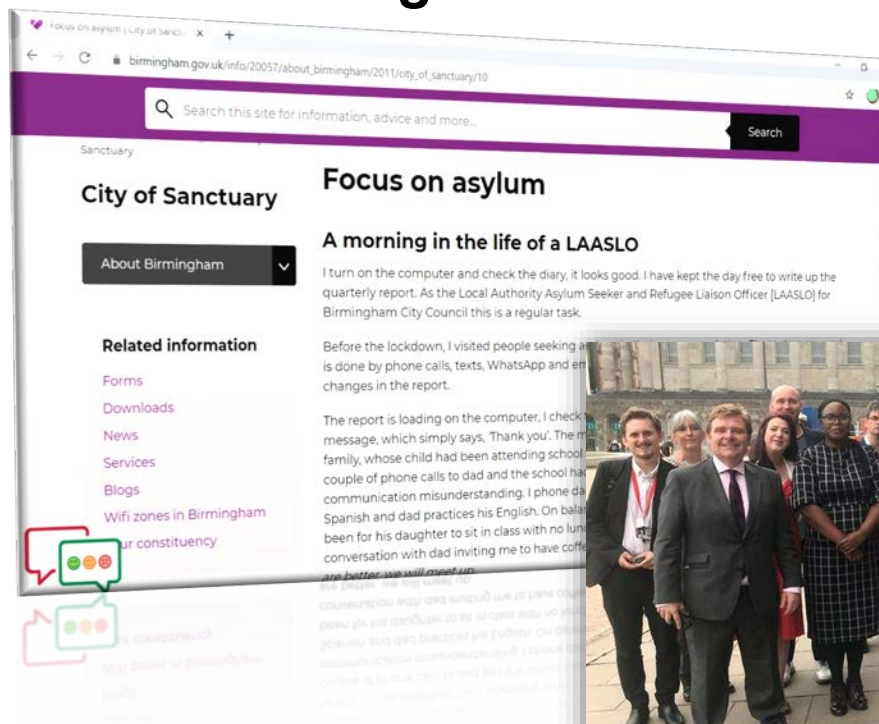 g
Focus on asylum | City of Sanct
birmingham.gov.uk/info/20057/about_birmingham/2011/city_of_sanctuary/10
Search this site for information, advice and more...
Search
Sanctuary
City of Sanctuary
About Birmingham
Related information
Forms
Downloads
News
Services
Blogs
Wifi zones in Birmingham
constituency
Focus on asylum
A morning in the life of a LAASLO
I turn on the computer and check the diary, it looks good. I have kept the day free to write up the
quarterly report. As the Local Authority Asylum Seeker and Refugee Liaison Officer [LAASLO] for
Birmingham City Council this is a regular task.
Before the lockdown, I visited people seeking
is done by phone calls, texts, WhatsApp and
changes in the report.
The report is loading on the computer, I check
message, which simply says, 'Thank you'. The
family, whose child had been attending school
couple of phone calls to dad and the school
communication misunderstanding. I phone
Spanish and dad practices his English. On
been for his daughter to sit in class with no
conversation with dad inviting me to have
are better, we will meet up.